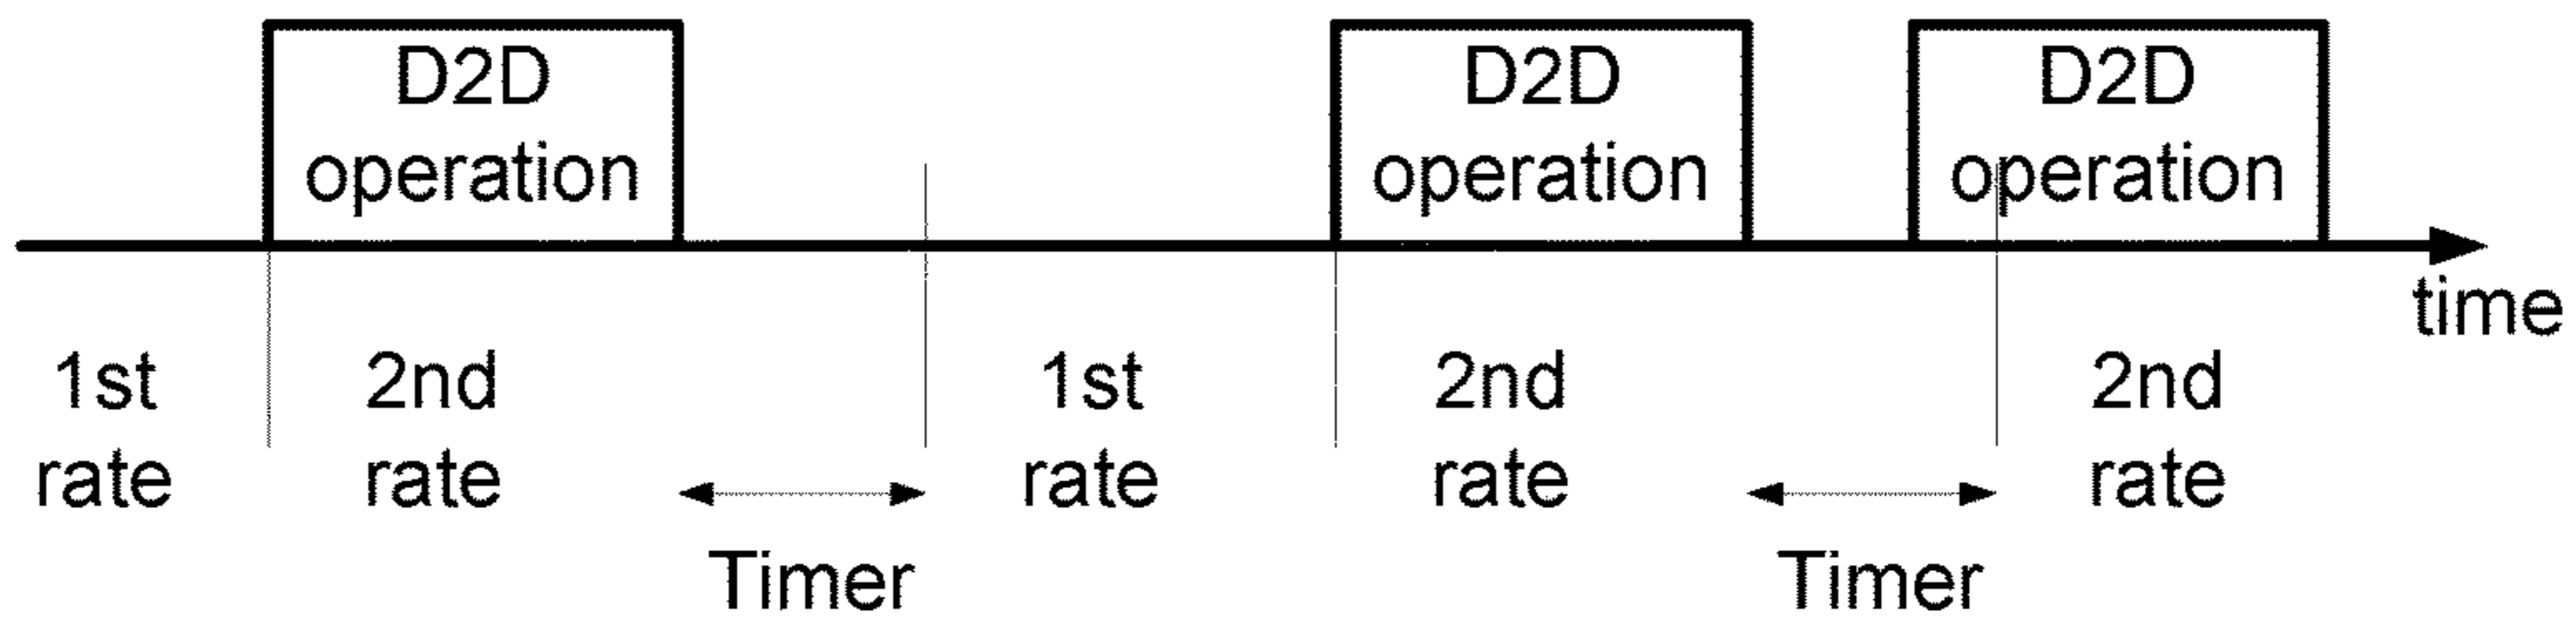 D2D
operation
D2D
operation
D2D
operation
time
1st
rate
2nd
rate
1st
rate
2nd
rate
2nd
rate
Timer
Timer